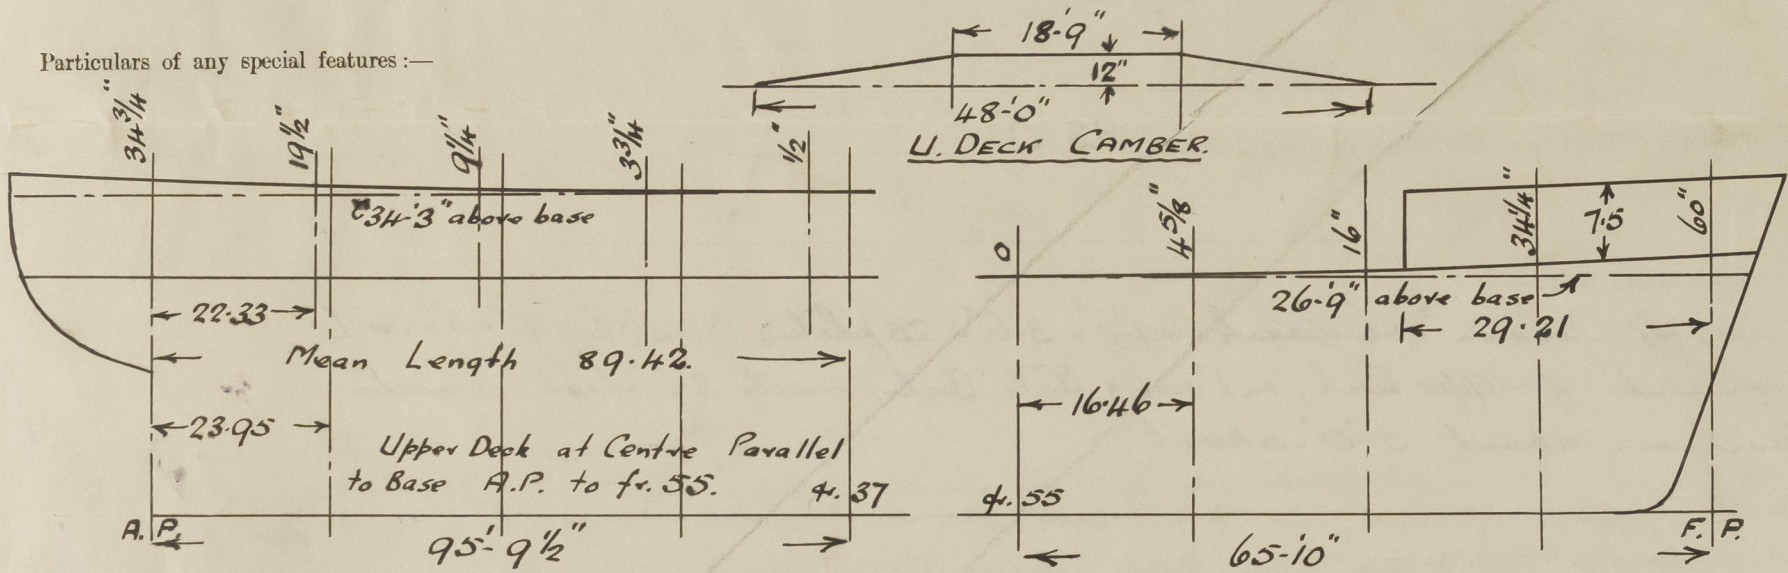 Particulars of any special features :—
18'-9"
12"
48'-0"
U. DECK CAMBER.
34 3/4"
19 1/2"
9 1/4"
3 3/4"
1/2"
34'-3" above base
22·33
Mean Length 89·42.
23·95
Upper Deck at Centre Parallel
to Base A.P. to fr. 55.
fr. 37
A.P.
95'-9 1/2"
0
4 5/8"
16"
34 1/4"
7·5
60"
26'-9" above base
29·21
16·46
fr. 55
F.P.
65'-10"